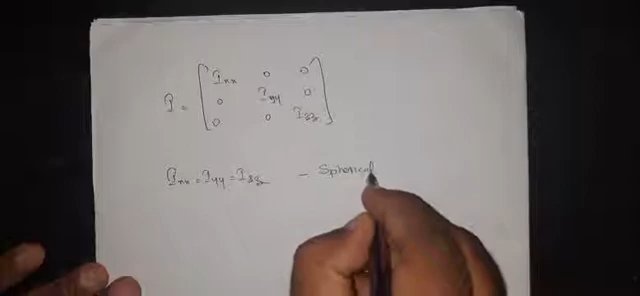 I = [ Ixx 0 0
0 Iyy 0
0 0 Izz ]
Ixx = Iyy = Izz – Spherical